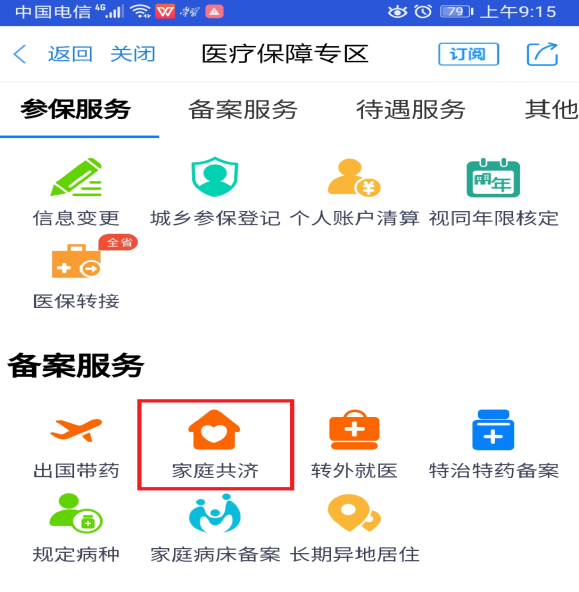 中国电信 46 W 79 上午9:15
返回 关闭 医疗保障专区 订阅
参保服务 备案服务 待遇服务 其他
信息变更 城乡参保登记 个人账户清算 视同年限核定
全省
医保转接
备案服务
出国带药 家庭共济 转外就医 特治特药备案
规定病种 家庭病床备案 长期异地居住